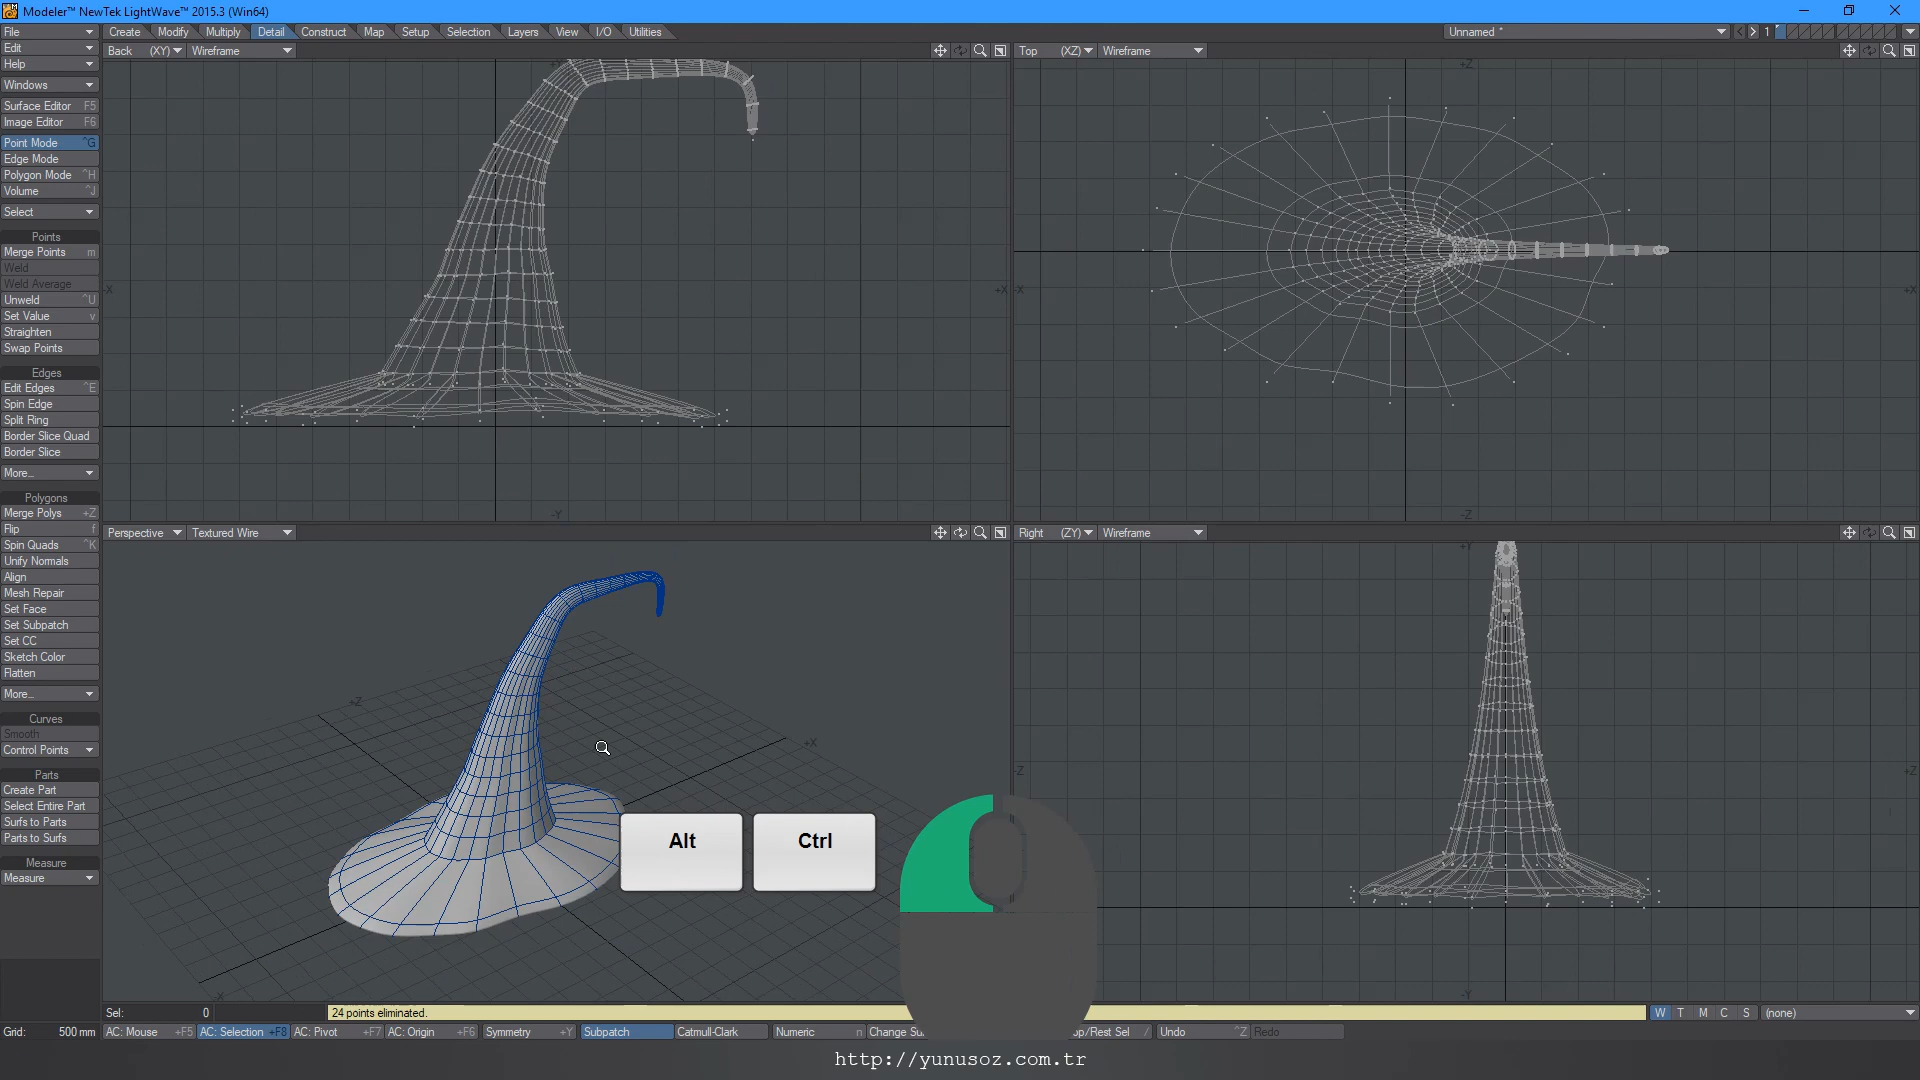 Modeler™ NewTek LightWave™ 2015.3 (Win64)
File Create Modify Multiply Detail Construct Map Setup Selection Layers View I/O Utilities Unnamed * 1
Edit
Help
Back (XY) Wireframe
Top (XZ) Wireframe
Windows
Surface Editor F5
Image Editor F6
Point Mode ^G
Edge Mode
Polygon Mode ^H
Volume ^J
Select
Points
Merge Points m
Weld
Weld Average
Unweld ^U
Set Value v
Straighten
Swap Points
Edges
Edit Edges ^E
Spin Edge
Split Ring
Border Slice Quad
Border Slice
More...
Polygons
Merge Polys +Z
Flip f
Spin Quads ^K
Unify Normals
Align
Mesh Repair
Set Face
Set Subpatch
Set CC
Sketch Color
Flatten
More...
Curves
Smooth
Control Points
Parts
Create Part
Select Entire Part
Surfs to Parts
Parts to Surfs
Measure
Measure
+Y
-X
+X
-Y
+Z
-X
+X
-Z
Perspective Textured Wire
Right (ZY) Wireframe
-Z
+X
-X
+Y
-Z
+Z
-Y
Alt Ctrl
Sel: 0 24 points eliminated. W T M C S (none)
Grid: 500 mm AC: Mouse +F5 AC: Selection +F8 AC: Pivot +F7 AC: Origin +F6 Symmetry +Y Subpatch Catmull-Clark Numeric n Change Su p/Rest Sel / Undo ^Z Redo
http://yunusoz.com.tr